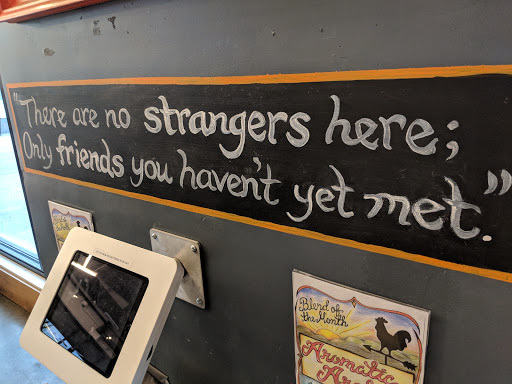 "There are no strangers here;
Only friends you haven't yet met."
Blend of
the Month
Aromatic